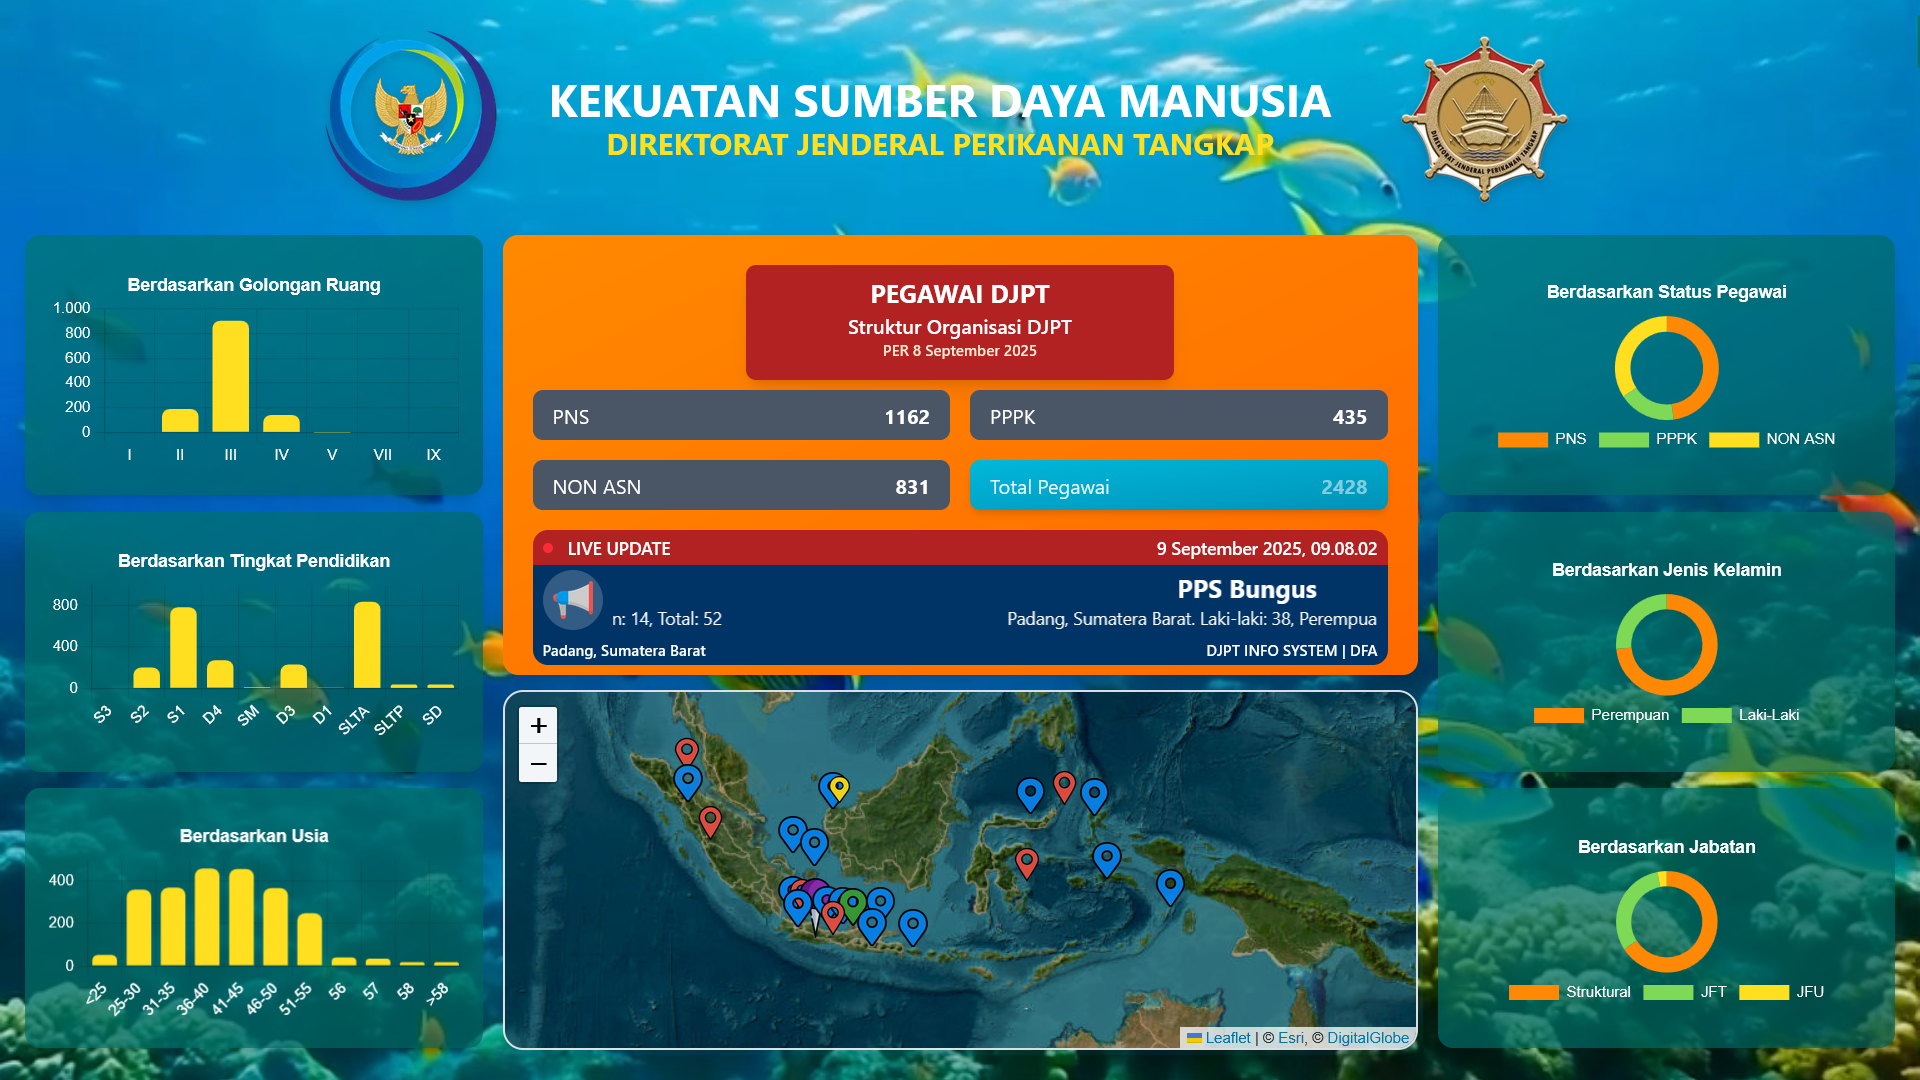 KEKUATAN SUMBER DAYA MANUSIA
DIREKTORAT JENDERAL PERIKANAN TANGKAP
DIREKTORAT JENDERAL PERIKANAN TANGKAP
Berdasarkan Golongan Ruang
1.000
800
600
400
200
0
I II III IV V VII IX
Berdasarkan Tingkat Pendidikan
800
400
0
S3 S2 S1 D4 SM D3 D1 SLTA SLTP SD
Berdasarkan Usia
400
200
0
<25 25-30 31-35 36-40 41-45 46-50 51-55 56 57 58 >58
PEGAWAI DJPT
Struktur Organisasi DJPT
PER 8 September 2025
PNS 1162
PPPK 435
NON ASN 831
Total Pegawai 2428
LIVE UPDATE 9 September 2025, 09.08.02
PPS Bungus
n: 14, Total: 52 Padang, Sumatera Barat. Laki-laki: 38, Perempua
Padang, Sumatera Barat DJPT INFO SYSTEM | DFA
+
−
Leaflet | © Esri, © DigitalGlobe
Berdasarkan Status Pegawai
PNS PPPK NON ASN
Berdasarkan Jenis Kelamin
Perempuan Laki-Laki
Berdasarkan Jabatan
Struktural JFT JFU